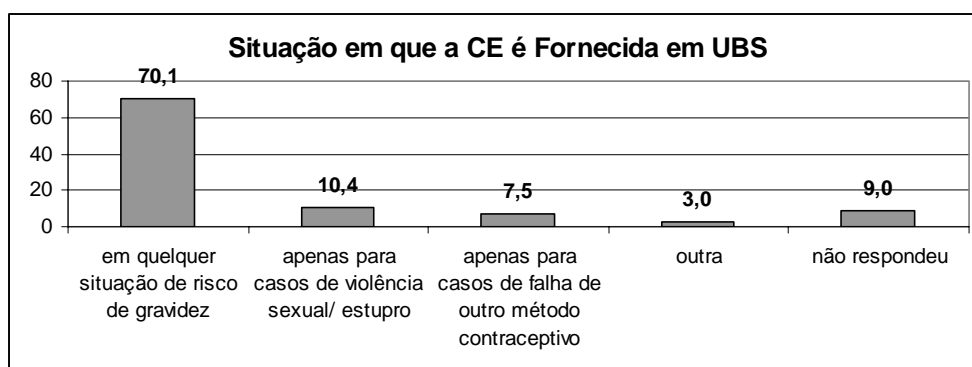 Situação em que a CE é Fornecida em UBS
70,1
10,4
7,5
3,0
9,0
80
60
40
20
0
em quelquer
situação de risco
de gravidez
apenas para
casos de violência
sexual/ estupro
apenas para
casos de falha de
outro método
contraceptivo
outra
não respondeu